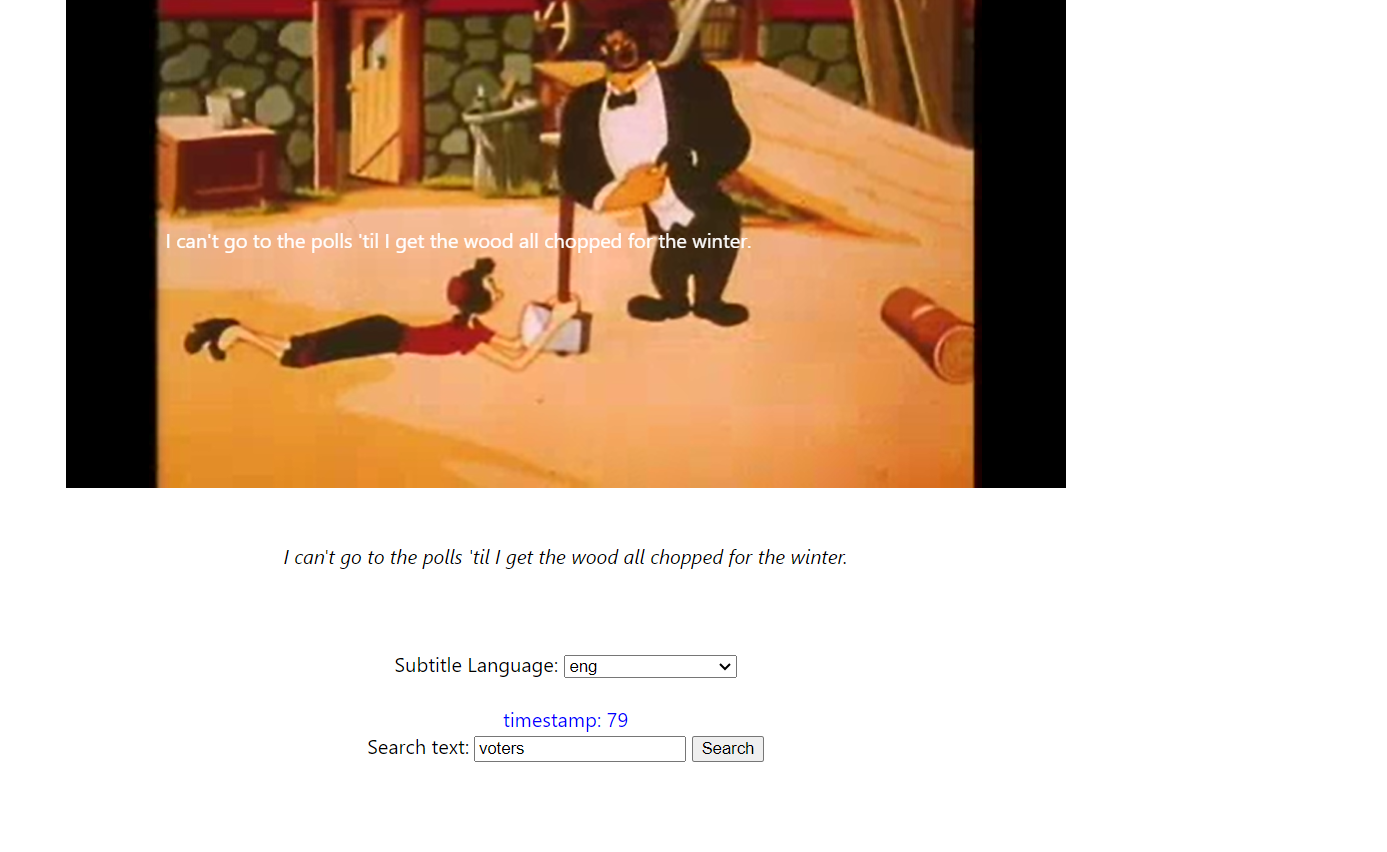 I can't go to the polls 'til I get the wood all chopped for the winter.
I can't go to the polls 'til I get the wood all chopped for the winter.
Subtitle Language: eng
timestamp: 79
Search text: voters Search